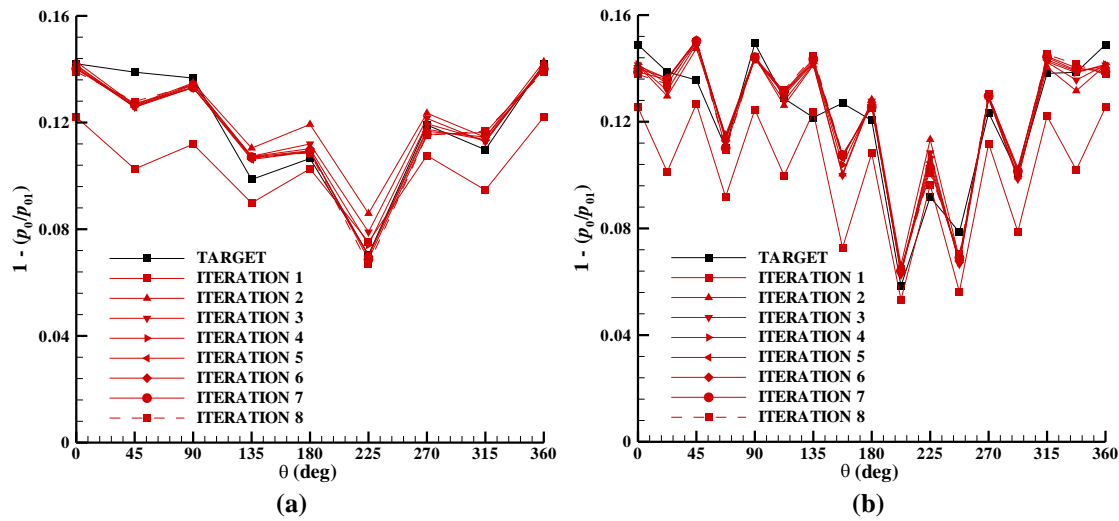 0.16
0.12
0.08
0.04
0
1 - (p₀/p₀₁)
TARGET
ITERATION 1
ITERATION 2
ITERATION 3
ITERATION 4
ITERATION 5
ITERATION 6
ITERATION 7
ITERATION 8
0 45 90 135 180 225 270 315 360
θ (deg)
(a)
0.16
0.12
0.08
0.04
0
1 - (p₀/p₀₁)
TARGET
ITERATION 1
ITERATION 2
ITERATION 3
ITERATION 4
ITERATION 5
ITERATION 6
ITERATION 7
ITERATION 8
0 45 90 135 180 225 270 315 360
θ (deg)
(b)